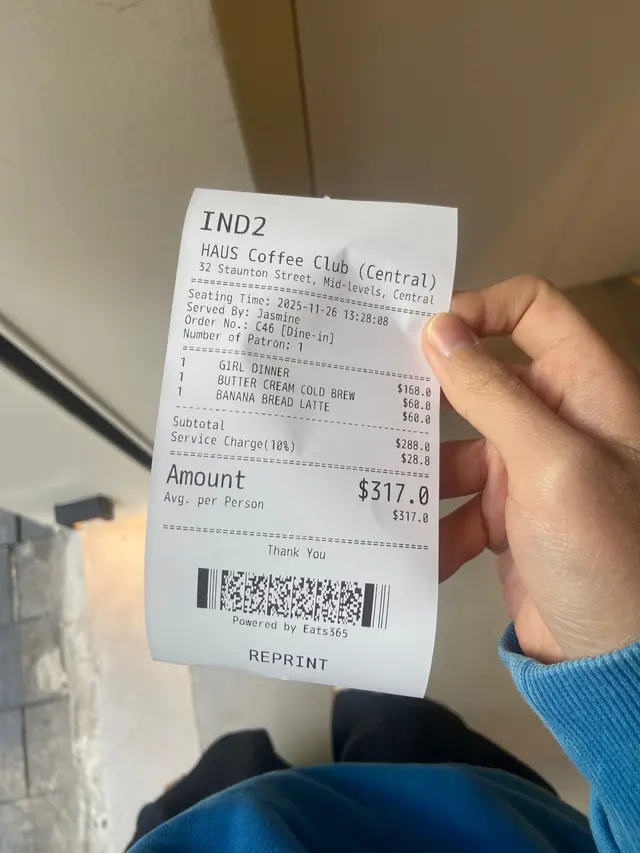 IND2
HAUS Coffee Club (Central)
32 Staunton Street, Mid-levels, Central
Seating Time: 2025-11-26 13:28:08
Served By: Jasmine
Order No.: C46 [Dine-in]
Number of Patron: 1
1 GIRL DINNER $168.0
1 BUTTER CREAM COLD BREW $60.0
1 BANANA BREAD LATTE $60.0
Subtotal $288.0
Service Charge(10%) $28.8
Amount $317.0
Avg. per Person $317.0
Thank You
Powered by Eats365
REPRINT